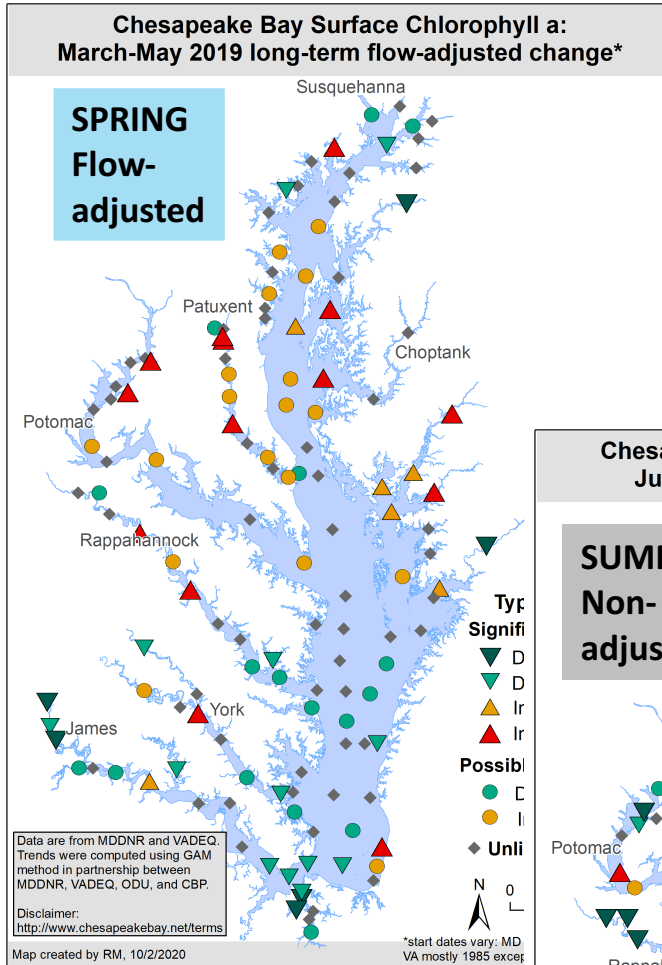 Chesapeake Bay Surface Chlorophyll a:
March-May 2019 long-term flow-adjusted change*
SPRING
Flow-
adjusted
Susquehanna
Patuxent
Choptank
Potomac
Rappahannock
York
James
Typ
Signifi
D
D
In
In
Possibl
D
In
Unli
N
0
Data are from MDDNR and VADEQ.
Trends were computed using GAM
method in partnership between
MDDNR, VADEQ, ODU, and CBP.
Disclaimer:
http://www.chesapeakebay.net/terms
Map created by RM, 10/2/2020
*start dates vary: MD
VA mostly 1985 excep
Chesa
Ju
SUMM
Non-
adjus
Potomac